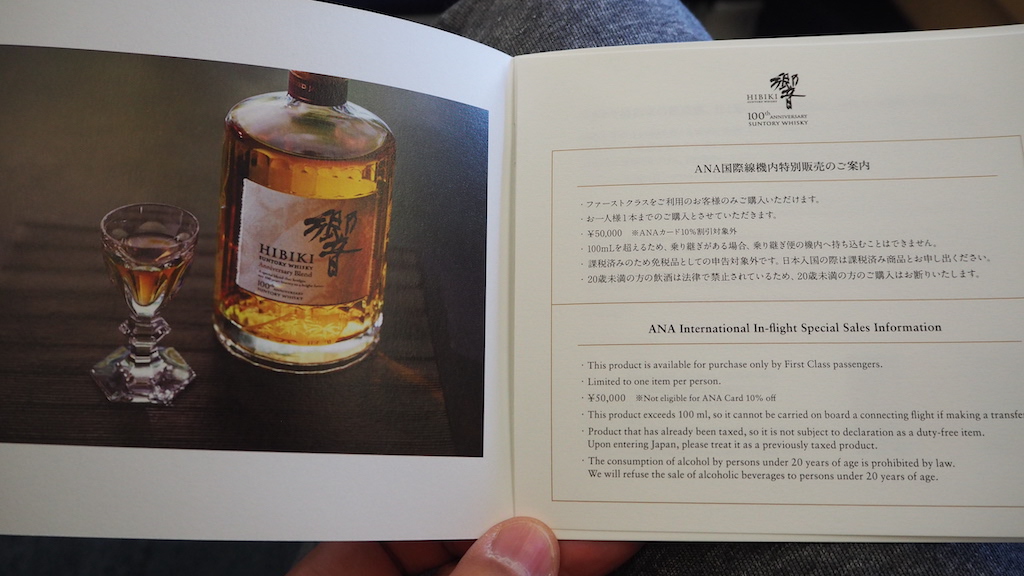 響
HIBIKI
SUNTORY WHISKY
Anniversary Blend
100th ANNIVERSARY
響
HIBIKI
SUNTORY WHISKY
100th ANNIVERSARY
SUNTORY WHISKY
ANA国際線機内特別販売のご案内
・ファーストクラスをご利用のお客様のみご購入いただけます。
・お一人様1本までのご購入とさせていただきます。
・¥50,000 ※ANAカード10%割引対象外
・100mLを超えるため、乗り継ぎがある場合、乗り継ぎ便の機内へ持ち込むことはできません。
・課税済みのため免税品としての申告対象外です。日本入国の際は課税済み商品とお申し出ください。
・20歳未満の方の飲酒は法律で禁止されているため、20歳未満の方のご購入はお断りいたします。
ANA International In-flight Special Sales Information
・This product is available for purchase only by First Class passengers.
・Limited to one item per person.
・¥50,000 ※Not eligible for ANA Card 10% off
・This product exceeds 100 ml, so it cannot be carried on board a connecting flight if making a transfe
・Product that has already been taxed, so it is not subject to declaration as a duty-free item.
Upon entering Japan, please treat it as a previously taxed product.
・The consumption of alcohol by persons under 20 years of age is prohibited by law.
We will refuse the sale of alcoholic beverages to persons under 20 years of age.